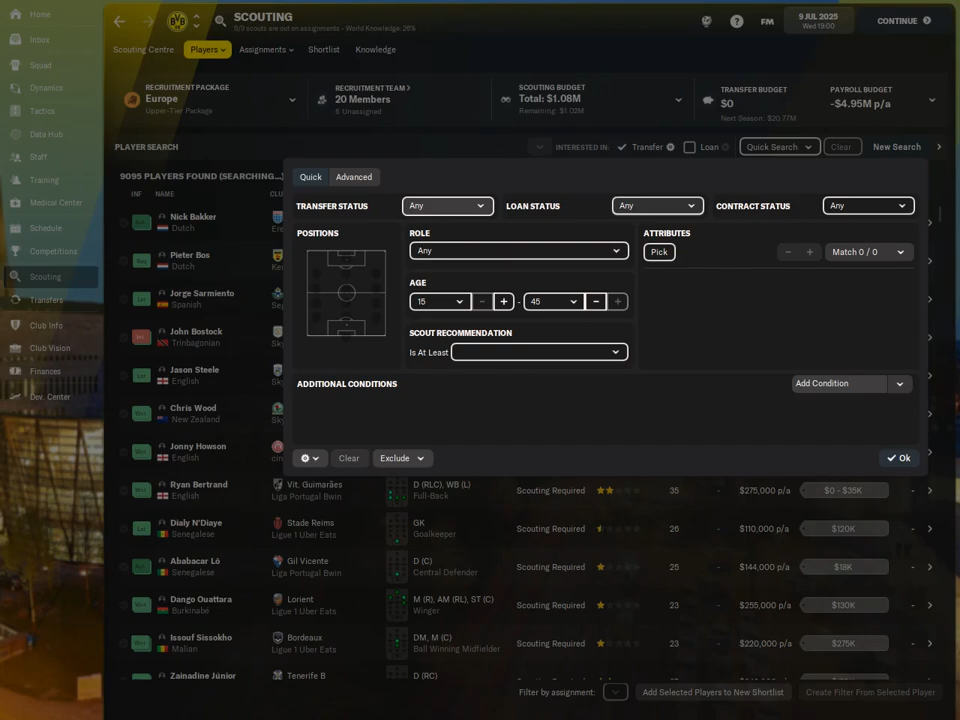 Home
Inbox
Squad
Dynamics
Tactics
Data Hub
Staff
Training
Medical Center
Schedule
Competitions
Scouting
Transfers
Club Info
Club Vision
Finances
Dev. Center
SCOUTING
0/9 scouts are out on assignments - World Knowledge: 26%
FM
9 JUL 2025
Wed 19:00
CONTINUE
Scouting Centre
Players
Assignments
Shortlist
Knowledge
RECRUITMENT PACKAGE
Europe
Upper-Tier Package
RECRUITMENT TEAM
20 Members
5 Unassigned
SCOUTING BUDGET
Total: $1.08M
Remaining: $1.02M
TRANSFER BUDGET
$0
Next Season: $20.77M
PAYROLL BUDGET
-$4.95M p/a
PLAYER SEARCH
INTERESTED IN:
Transfer
Loan
Quick Search
Clear
New Search
9095 PLAYERS FOUND (SEARCHING...)
INF NAME CLU
Nick Bakker
Dutch
Ere
Pieter Bos
Dutch
Jorge Sarmiento
Spanish
Sky
John Bostock
Trinbagonian
Jason Steele
English
Sky
Chris Wood
New Zealand
Sky
Jonny Howson
English
cin
Quick
Advanced
TRANSFER STATUS Any
LOAN STATUS Any
CONTRACT STATUS Any
POSITIONS
ROLE
Any
AGE
15 - 45
SCOUT RECOMMENDATION
Is At Least
ATTRIBUTES
Pick
Match 0 / 0
ADDITIONAL CONDITIONS
Add Condition
Clear
Exclude
Ok
Ryan Bertrand Vit. Guimarães D (RLC), WB (L) Scouting Required 35 - $275,000 p/a $0 - $35K -
English Liga Portugal Bwin Full-Back
Dialy N'Diaye Stade Reims GK Scouting Required 26 - $110,000 p/a $120K -
Senegalese Ligue 1 Uber Eats Goalkeeper
Ababacar Lô Gil Vicente D (C) Scouting Required 25 - $144,000 p/a $18K -
Senegalese Liga Portugal Bwin Central Defender
Dango Ouattara Lorient M (R), AM (RL), ST (C) Scouting Required 23 - $255,000 p/a $130K -
Burkinabé Ligue 1 Uber Eats Winger
Issouf Sissokho Bordeaux DM, M (C) Scouting Required 23 - $220,000 p/a $275K -
Malian Ligue 1 Uber Eats Ball Winning Midfielder
Zainadine Júnior Tenerife B D (RC)
Filter by assignment:
Add Selected Players to New Shortlist
Create Filter From Selected Player